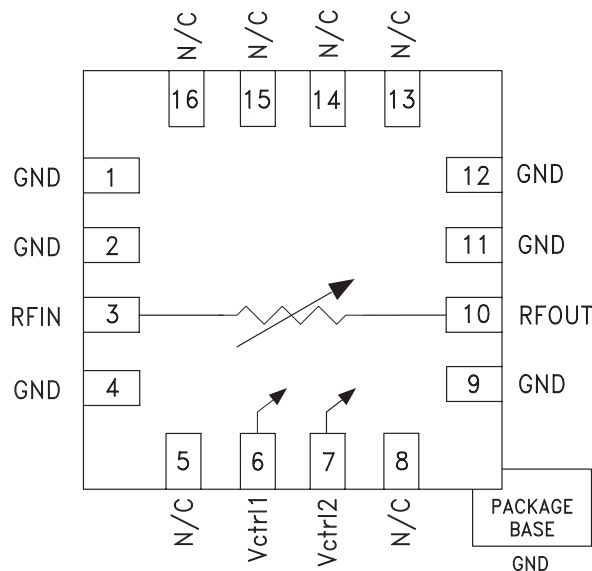 N/C N/C N/C N/C
16 15 14 13
GND 1 12 GND
GND 2 11 GND
RFIN 3 10 RFOUT
GND 4 9 GND
5 6 7 8
N/C Vctrl1 Vctrl2 N/C
PACKAGE
BASE
GND